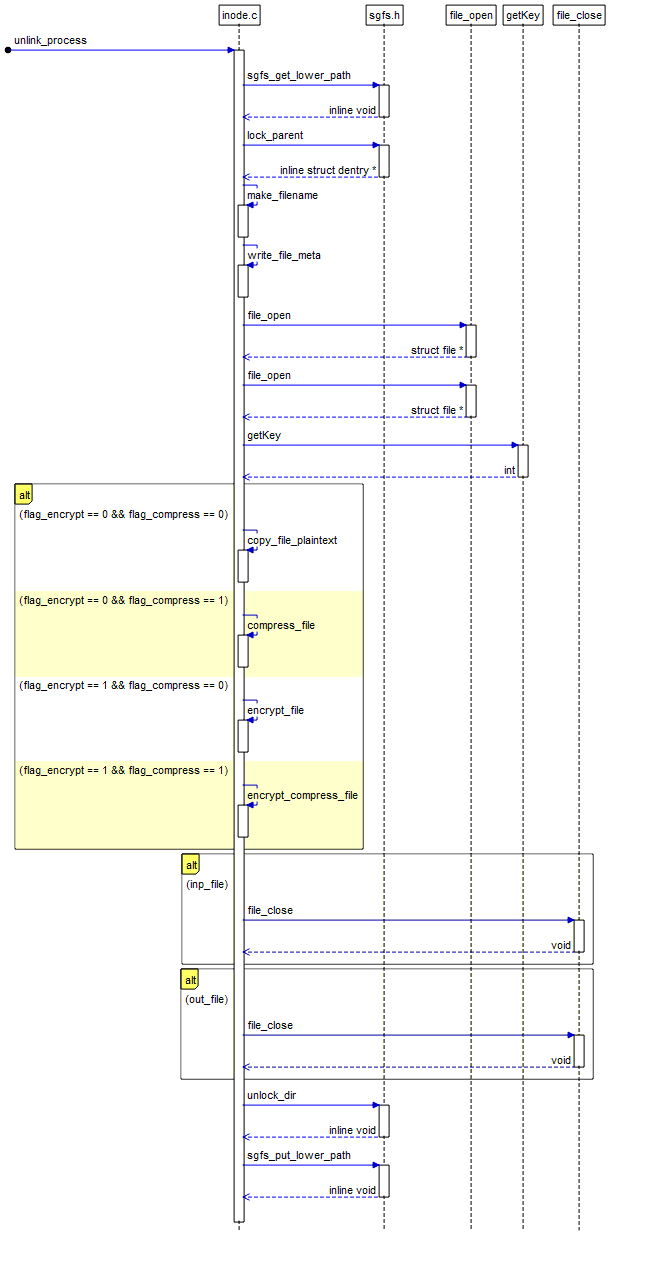 inode.c
sgfs.h
file_open
getKey
file_close
unlink_process
sgfs_get_lower_path
inline void
lock_parent
inline struct dentry *
make_filename
write_file_meta
file_open
struct file *
file_open
struct file *
getKey
int
alt
(flag_encrypt == 0 && flag_compress == 0)
copy_file_plaintext
(flag_encrypt == 0 && flag_compress == 1)
compress_file
(flag_encrypt == 1 && flag_compress == 0)
encrypt_file
(flag_encrypt == 1 && flag_compress == 1)
encrypt_compress_file
alt
(inp_file)
file_close
void
alt
(out_file)
file_close
void
unlock_dir
inline void
sgfs_put_lower_path
inline void